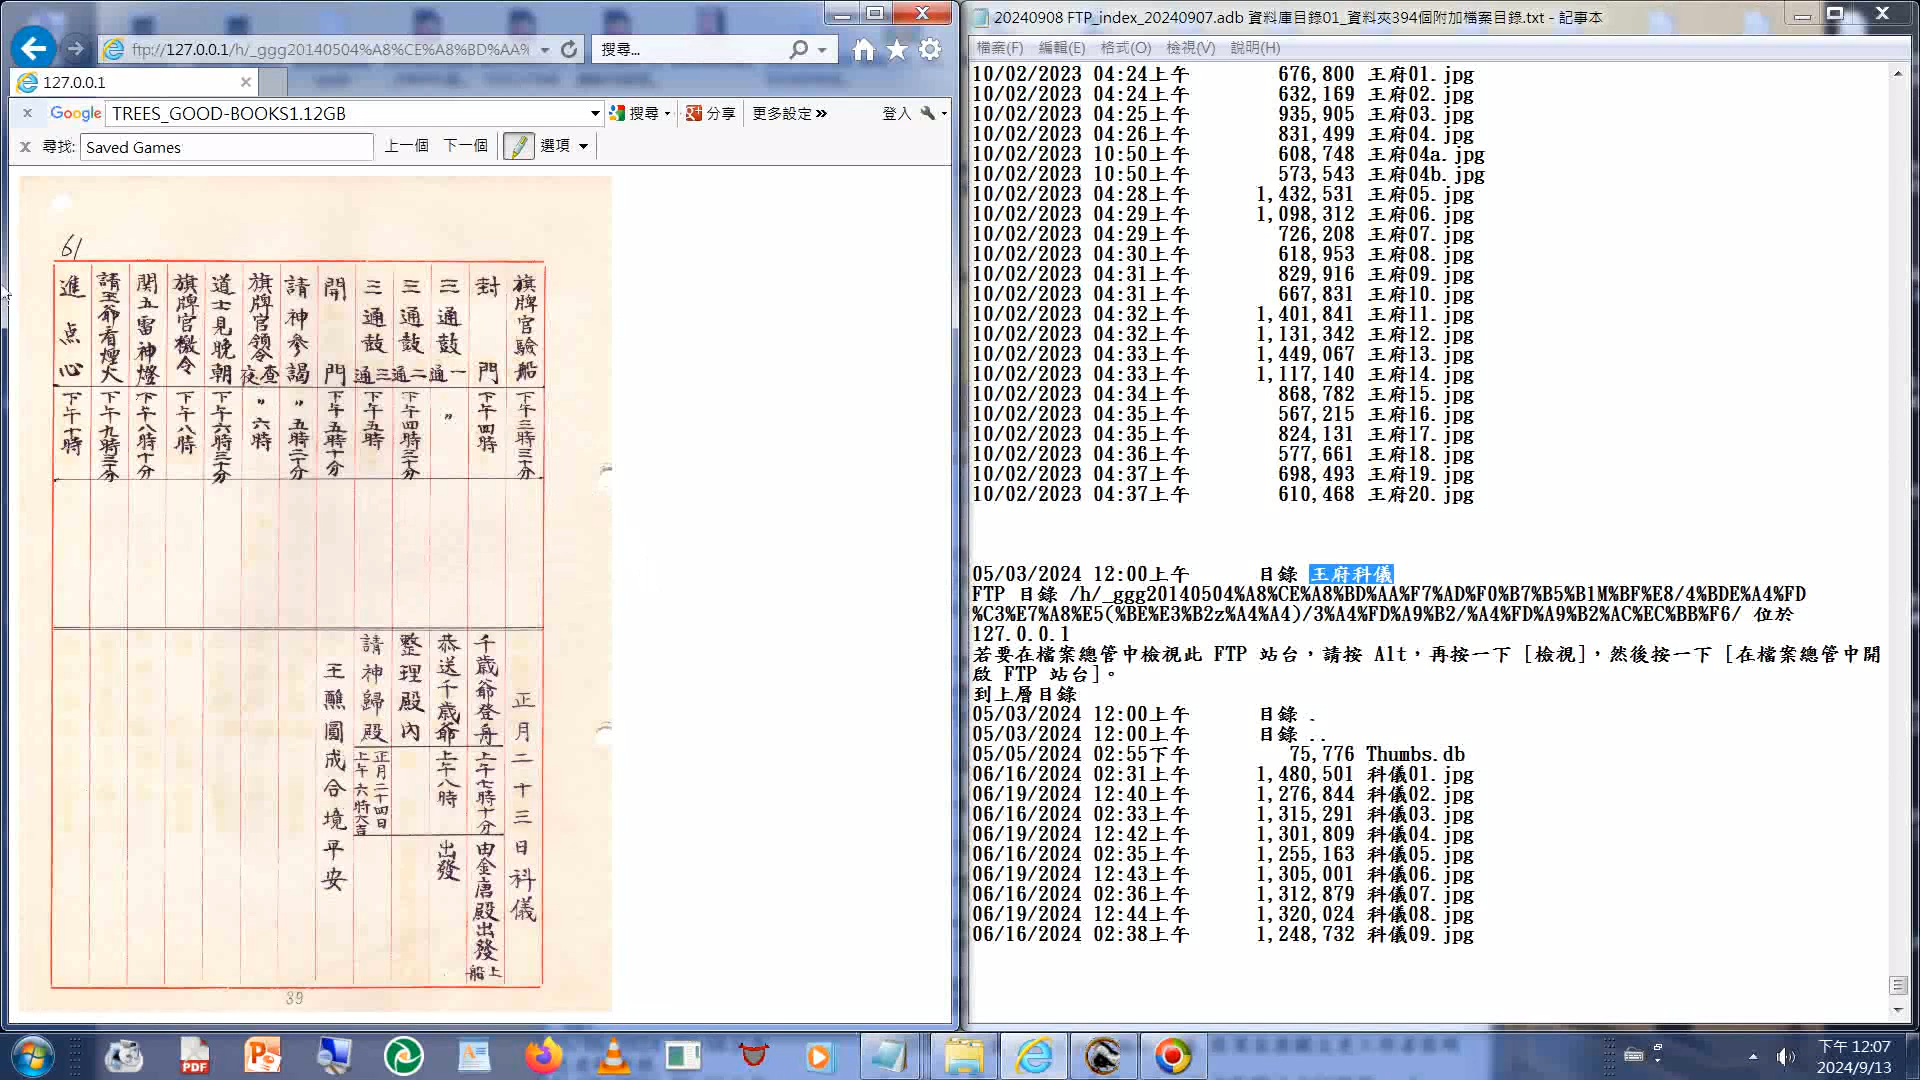 ftp://127.0.0.1/h/_ggg20140504%A8%CE%A8%BD%AA%
搜尋...
127.0.0.1
Google
TREES_GOOD-BOOKS1.12GB
搜尋
分享
更多設定 »
登入
x 尋找: Saved Games
上一個 下一個
選項
61
旗牌官驗船 下午三時三十分
封門 下午四時
三通鼓 通一 〃
三通鼓 通二 下午四時三十分
三通鼓 通三 下午五時
開門 下午五時十分
請神參謁 〃五時二十分
旗牌官領令查夜 〃六時
道士見晚朝 下午六時三十分
旗牌官繳令 下午八時
関五雷神燈 下午八時十分
請王爺看煙火 下午九時三十分
進点心 下午十時
正月二十三日科儀
千歲爺登舟 上午七時十分 由金唐殿出發上船
恭送千歲爺 上午八時 出發
整理殿內
請神歸殿 正月二十四日上午六時大吉
王醮圓成合境平安
39
20240908 FTP_index_20240907.adb 資料庫目錄01_資料夾394個附加檔案目錄.txt - 記事本
檔案(F) 編輯(E) 格式(O) 檢視(V) 說明(H)
10/02/2023 04:24上午 676,800 王府01.jpg
10/02/2023 04:24上午 632,169 王府02.jpg
10/02/2023 04:25上午 935,905 王府03.jpg
10/02/2023 04:26上午 831,499 王府04.jpg
10/02/2023 10:50上午 608,748 王府04a.jpg
10/02/2023 10:50上午 573,543 王府04b.jpg
10/02/2023 04:28上午 1,432,531 王府05.jpg
10/02/2023 04:29上午 1,098,312 王府06.jpg
10/02/2023 04:29上午 726,208 王府07.jpg
10/02/2023 04:30上午 618,953 王府08.jpg
10/02/2023 04:31上午 829,916 王府09.jpg
10/02/2023 04:31上午 667,831 王府10.jpg
10/02/2023 04:32上午 1,401,841 王府11.jpg
10/02/2023 04:32上午 1,131,342 王府12.jpg
10/02/2023 04:33上午 1,449,067 王府13.jpg
10/02/2023 04:33上午 1,117,140 王府14.jpg
10/02/2023 04:34上午 868,782 王府15.jpg
10/02/2023 04:35上午 567,215 王府16.jpg
10/02/2023 04:35上午 824,131 王府17.jpg
10/02/2023 04:36上午 577,661 王府18.jpg
10/02/2023 04:37上午 698,493 王府19.jpg
10/02/2023 04:37上午 610,468 王府20.jpg
05/03/2024 12:00上午 目錄 王府科儀
FTP 目錄 /h/_ggg20140504%A8%CE%A8%BD%AA%F7%AD%F0%B7%B5%B1M%BF%E8/4%BDE%A4%FD
%C3%E7%A8%E5(%BE%E3%B2z%A4%A4)/3%A4%FD%A9%B2/%A4%FD%A9%B2%AC%EC%BB%F6/ 位於
127.0.0.1
若要在檔案總管中檢視此 FTP 站台，請按 Alt，再按一下 [檢視]，然後按一下 [在檔案總管中開
啟 FTP 站台]。
到上層目錄
05/03/2024 12:00上午 目錄 .
05/03/2024 12:00上午 目錄 ..
05/05/2024 02:55下午 75,776 Thumbs.db
06/16/2024 02:31上午 1,480,501 科儀01.jpg
06/19/2024 12:40上午 1,276,844 科儀02.jpg
06/16/2024 02:33上午 1,315,291 科儀03.jpg
06/19/2024 12:42上午 1,301,809 科儀04.jpg
06/16/2024 02:35上午 1,255,163 科儀05.jpg
06/19/2024 12:43上午 1,305,001 科儀06.jpg
06/16/2024 02:36上午 1,312,879 科儀07.jpg
06/19/2024 12:44上午 1,320,024 科儀08.jpg
06/16/2024 02:38上午 1,248,732 科儀09.jpg
PDF
下午 12:07
2024/9/13